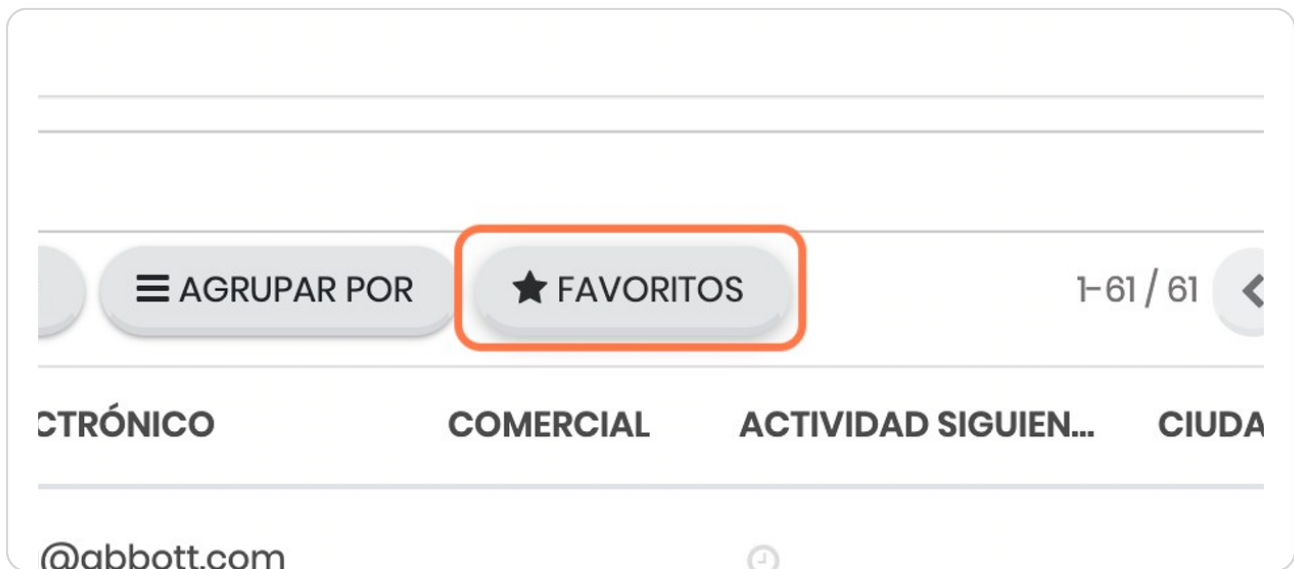 AGRUPAR POR FAVORITOS 1-61 / 61
CTRÓNICO COMERCIAL ACTIVIDAD SIGUIEN... CIUDA
@abbott.com